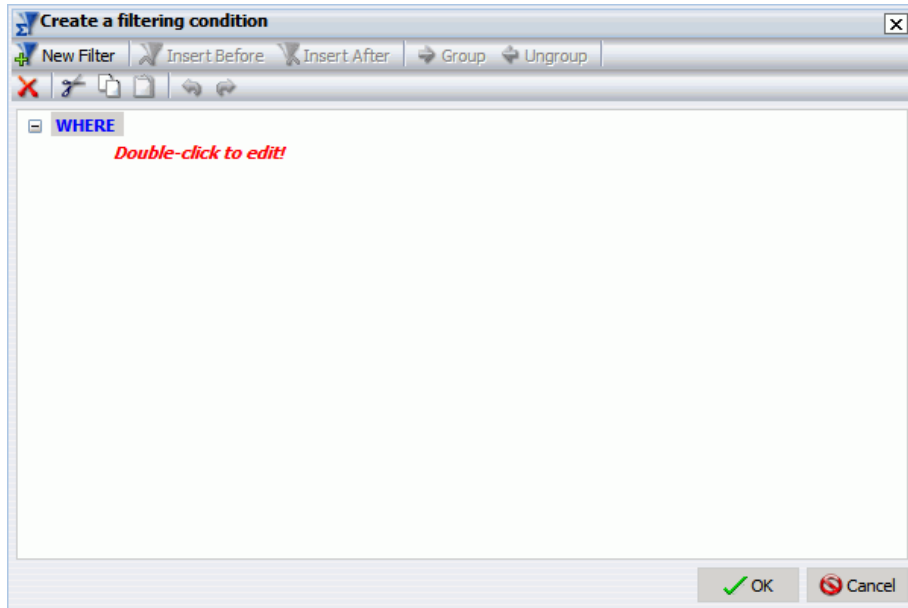 Create a filtering condition
New Filter Insert Before Insert After Group Ungroup
WHERE
Double-click to edit!
OK Cancel